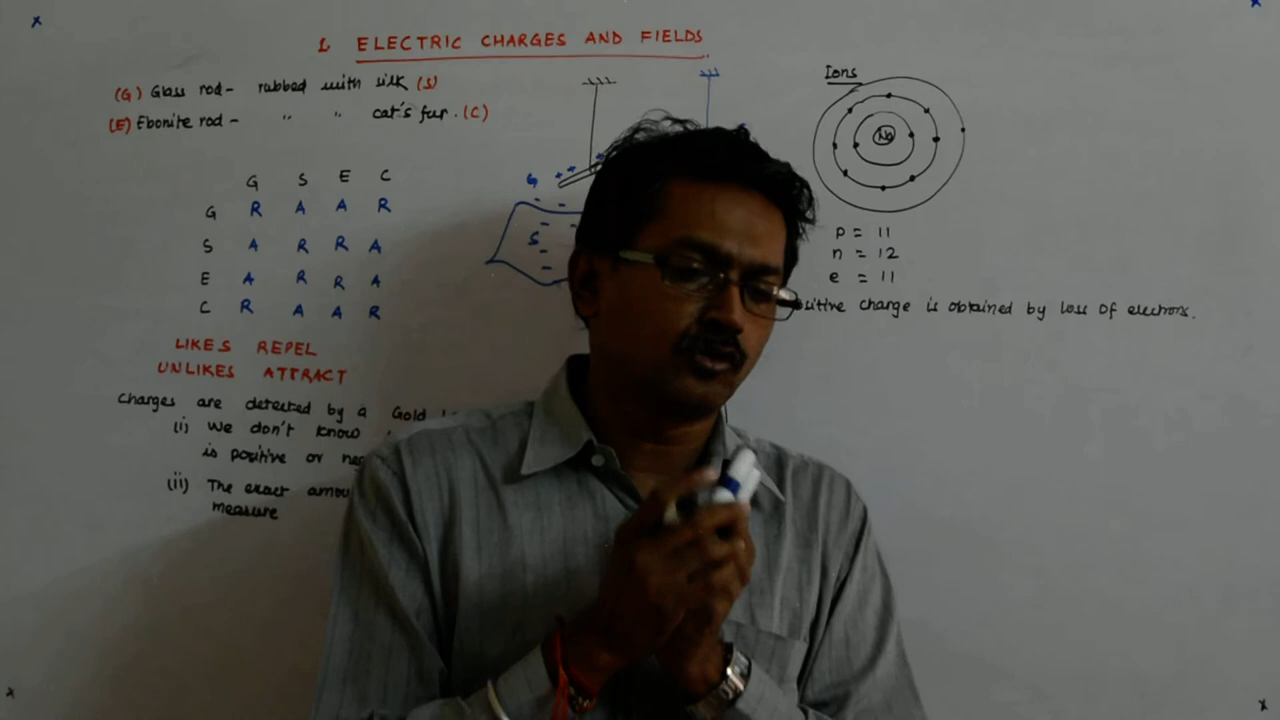 1. ELECTRIC CHARGES AND FIELDS
(G) Glass rod - rubbed with silk (S)
(E) Ebonite rod - " " cat's fur. (C)
G S E C
G R A A R
S A R R A
E A R R A
C R A A R
LIKES REPEL
UNLIKES ATTRACT
Charges are detected by a Gold
(i) We don't know
is positive or
(ii) The exact
measure
G + +
S
Ions
Na
p = 11
n = 12
e = 11
charge is obtained by loss of electrons.